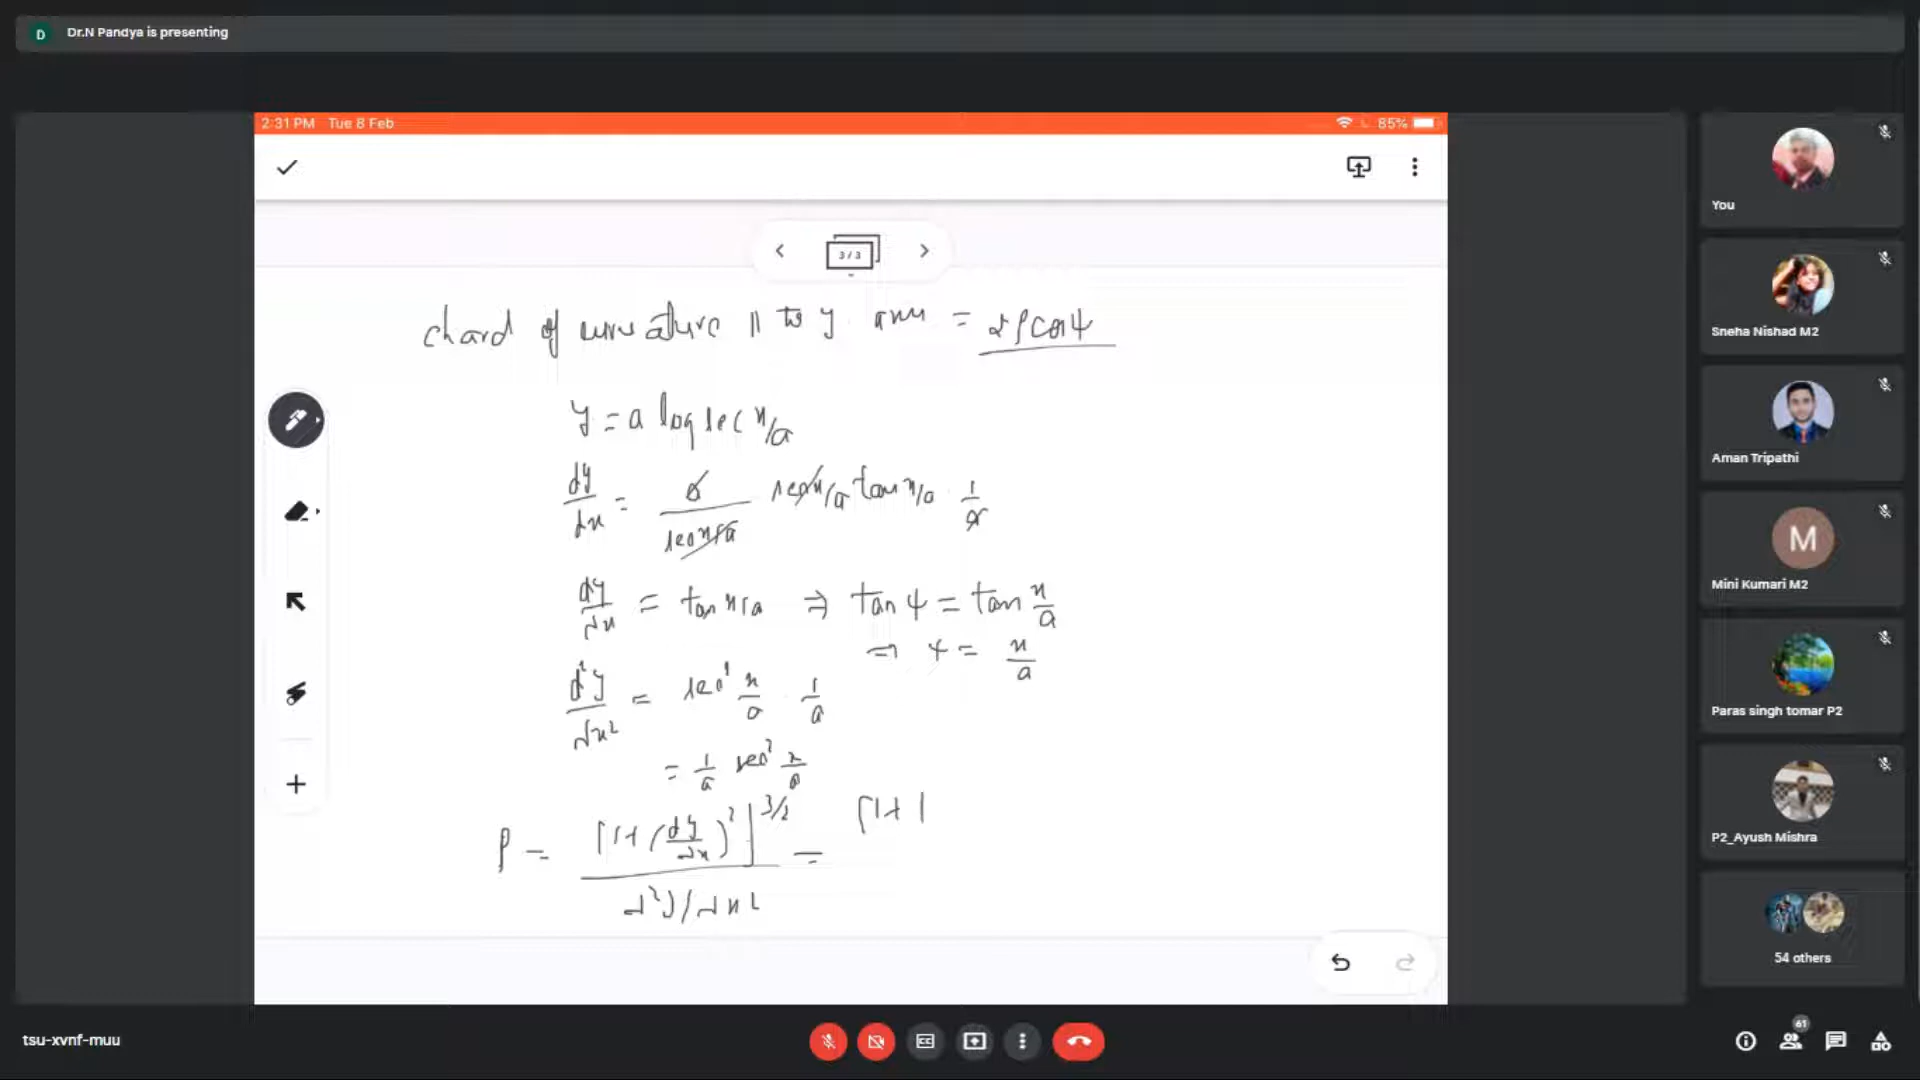 D Dr.N Pandya is presenting
2:31 PM Tue 8 Feb 85%
3 / 3
chord of curvature || to y axis = 2ρcosψ
y = a log sec x/a
dy/dx = a/sec x/a sec x/a tan x/a · 1/a
dy/dx = tan x/a ⇒ tan ψ = tan x/a
⇒ ψ = x/a
d²y/dx² = sec² x/a · 1/a
= 1/a sec² x/a
ρ = [1+(dy/dx)²]^3/2 / d²y/dx² = [1+
You
Sneha Nishad M2
Aman Tripathi
M
Mini Kumari M2
Paras singh tomar P2
P2_Ayush Mishra
54 others
tsu-xvnf-muu
61